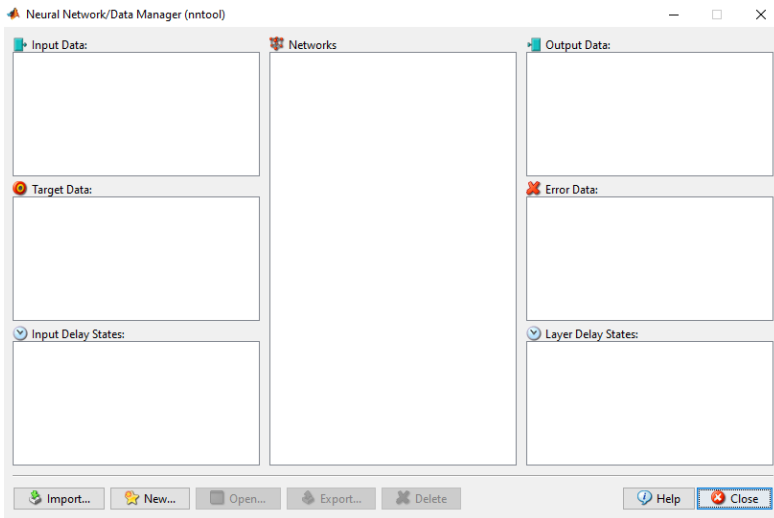 Neural Network/Data Manager (nntool)
Input Data:
Networks
Output Data:
Target Data:
Error Data:
Input Delay States:
Layer Delay States:
Import...
New...
Open...
Export...
Delete
Help
Close